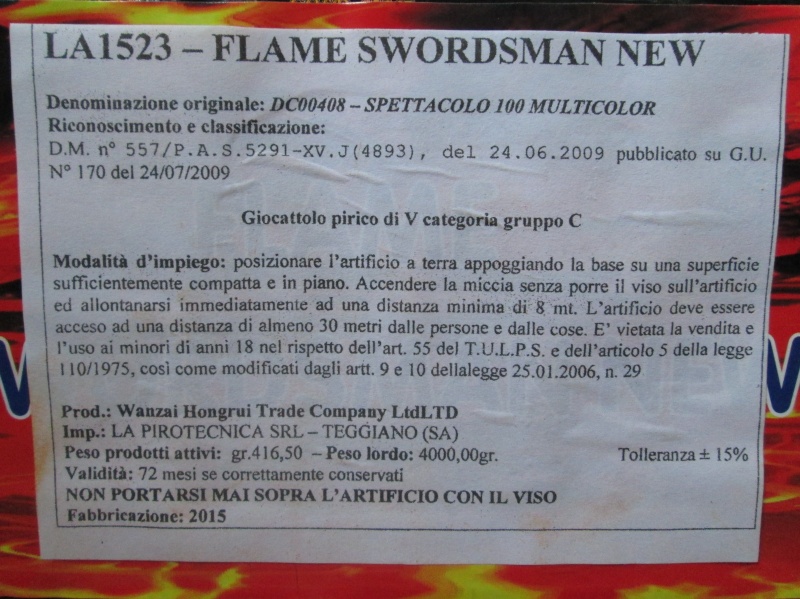 LA1523 – FLAME SWORDSMAN NEW
Denominazione originale: DC00408 – SPETTACOLO 100 MULTICOLOR
Riconoscimento e classificazione:
D.M. n° 557/P.A.S.5291-XV.J(4893), del 24.06.2009 pubblicato su G.U.
N° 170 del 24/07/2009
Giocattolo pirico di V categoria gruppo C
Modalità d'impiego: posizionare l'artificio a terra appoggiando la base su una superficie
sufficientemente compatta e in piano. Accendere la miccia senza porre il viso sull'artificio
ed allontanarsi immediatamente ad una distanza minima di 8 mt. L'artificio deve essere
acceso ad una distanza di almeno 30 metri dalle persone e dalle cose. E' vietata la vendita e
l'uso ai minori di anni 18 nel rispetto dell'art. 55 del T.U.L.P.S. e dell'articolo 5 della legge
110/1975, così come modificati dagli artt. 9 e 10 dellalegge 25.01.2006, n. 29
Prod.: Wanzai Hongrui Trade Company LtdLTD
Imp.: LA PIROTECNICA SRL – TEGGIANO (SA)
Peso prodotti attivi: gr.416,50 – Peso lordo: 4000,00gr. Tolleranza ± 15%
Validità: 72 mesi se correttamente conservati
NON PORTARSI MAI SOPRA L'ARTIFICIO CON IL VISO
Fabbricazione: 2015